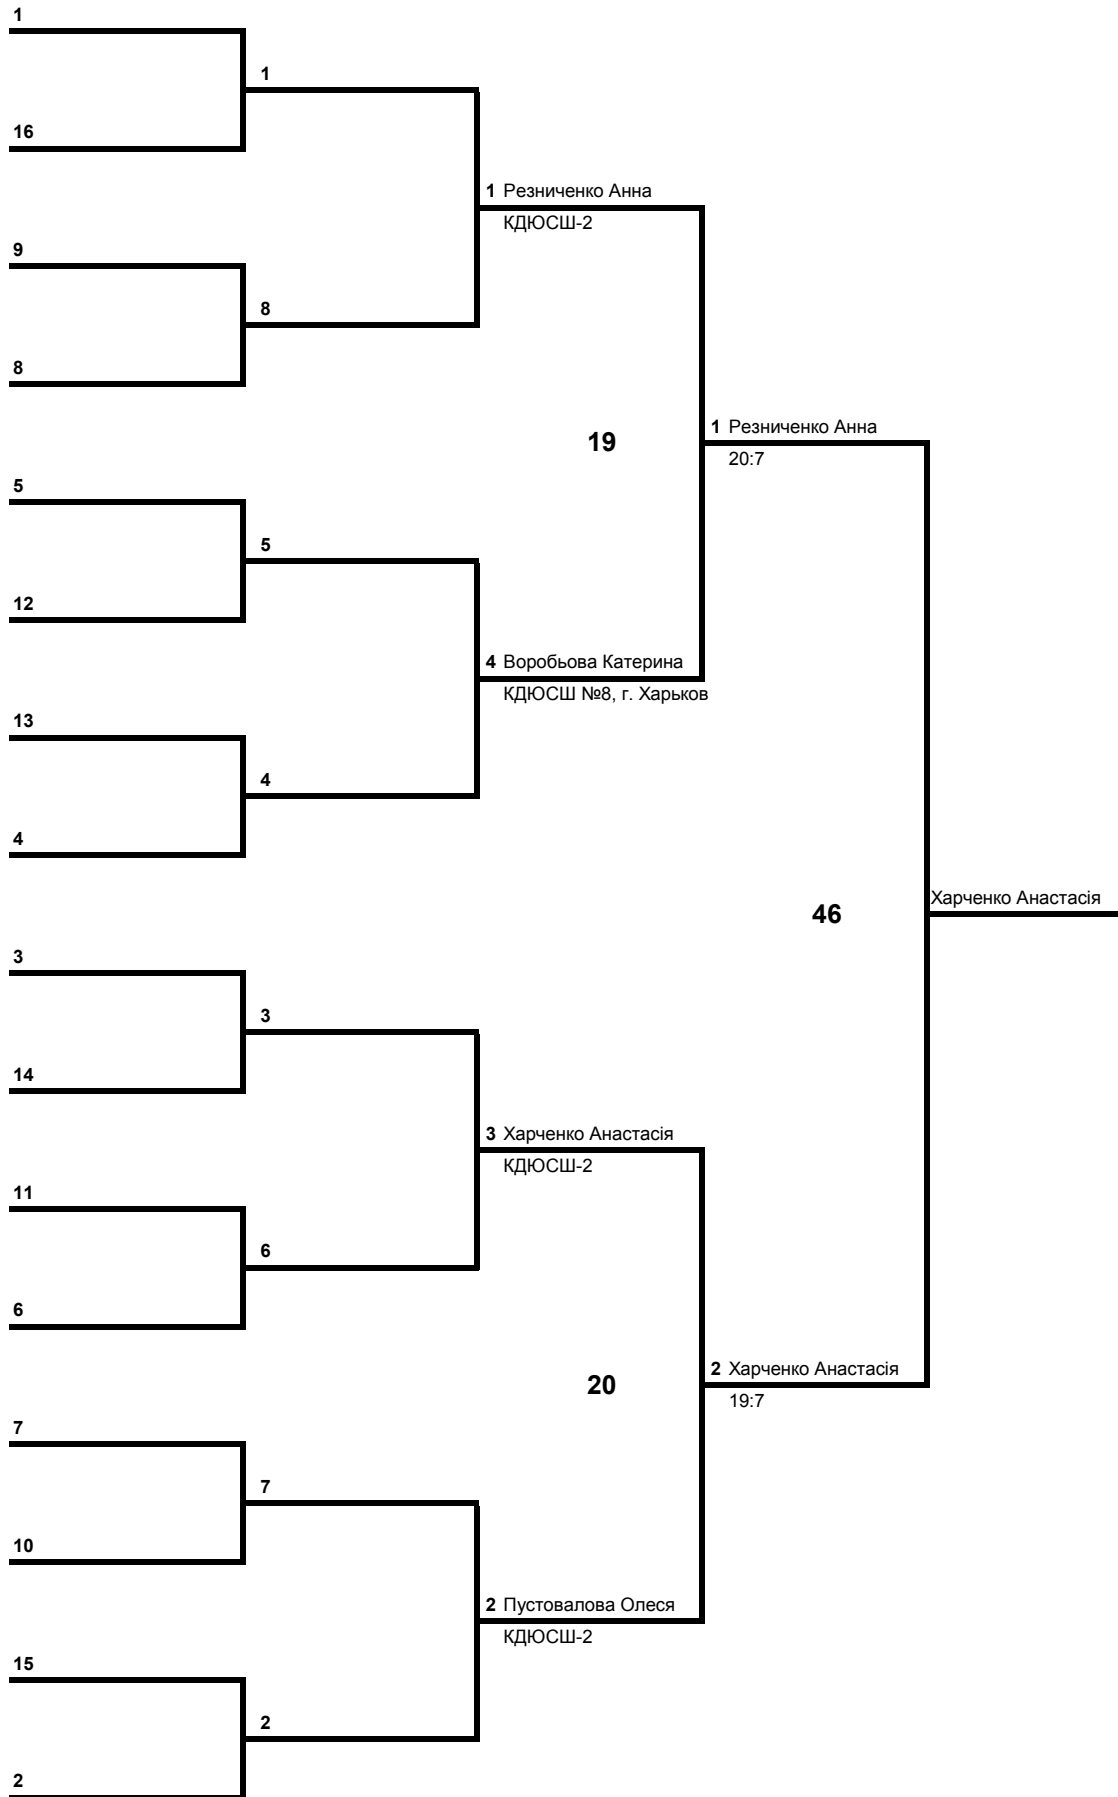 1
1
16
1 Резниченко Анна
КДЮСШ-2
9
8
8
19
1 Резниченко Анна
20:7
5
5
12
4 Воробьова Катерина
КДЮСШ №8, г. Харьков
13
4
4
46
Харченко Анастасія
3
3
14
3 Харченко Анастасія
КДЮСШ-2
11
6
6
20
2 Харченко Анастасія
19:7
7
7
10
2 Пустовалова Олеся
КДЮСШ-2
15
2
2